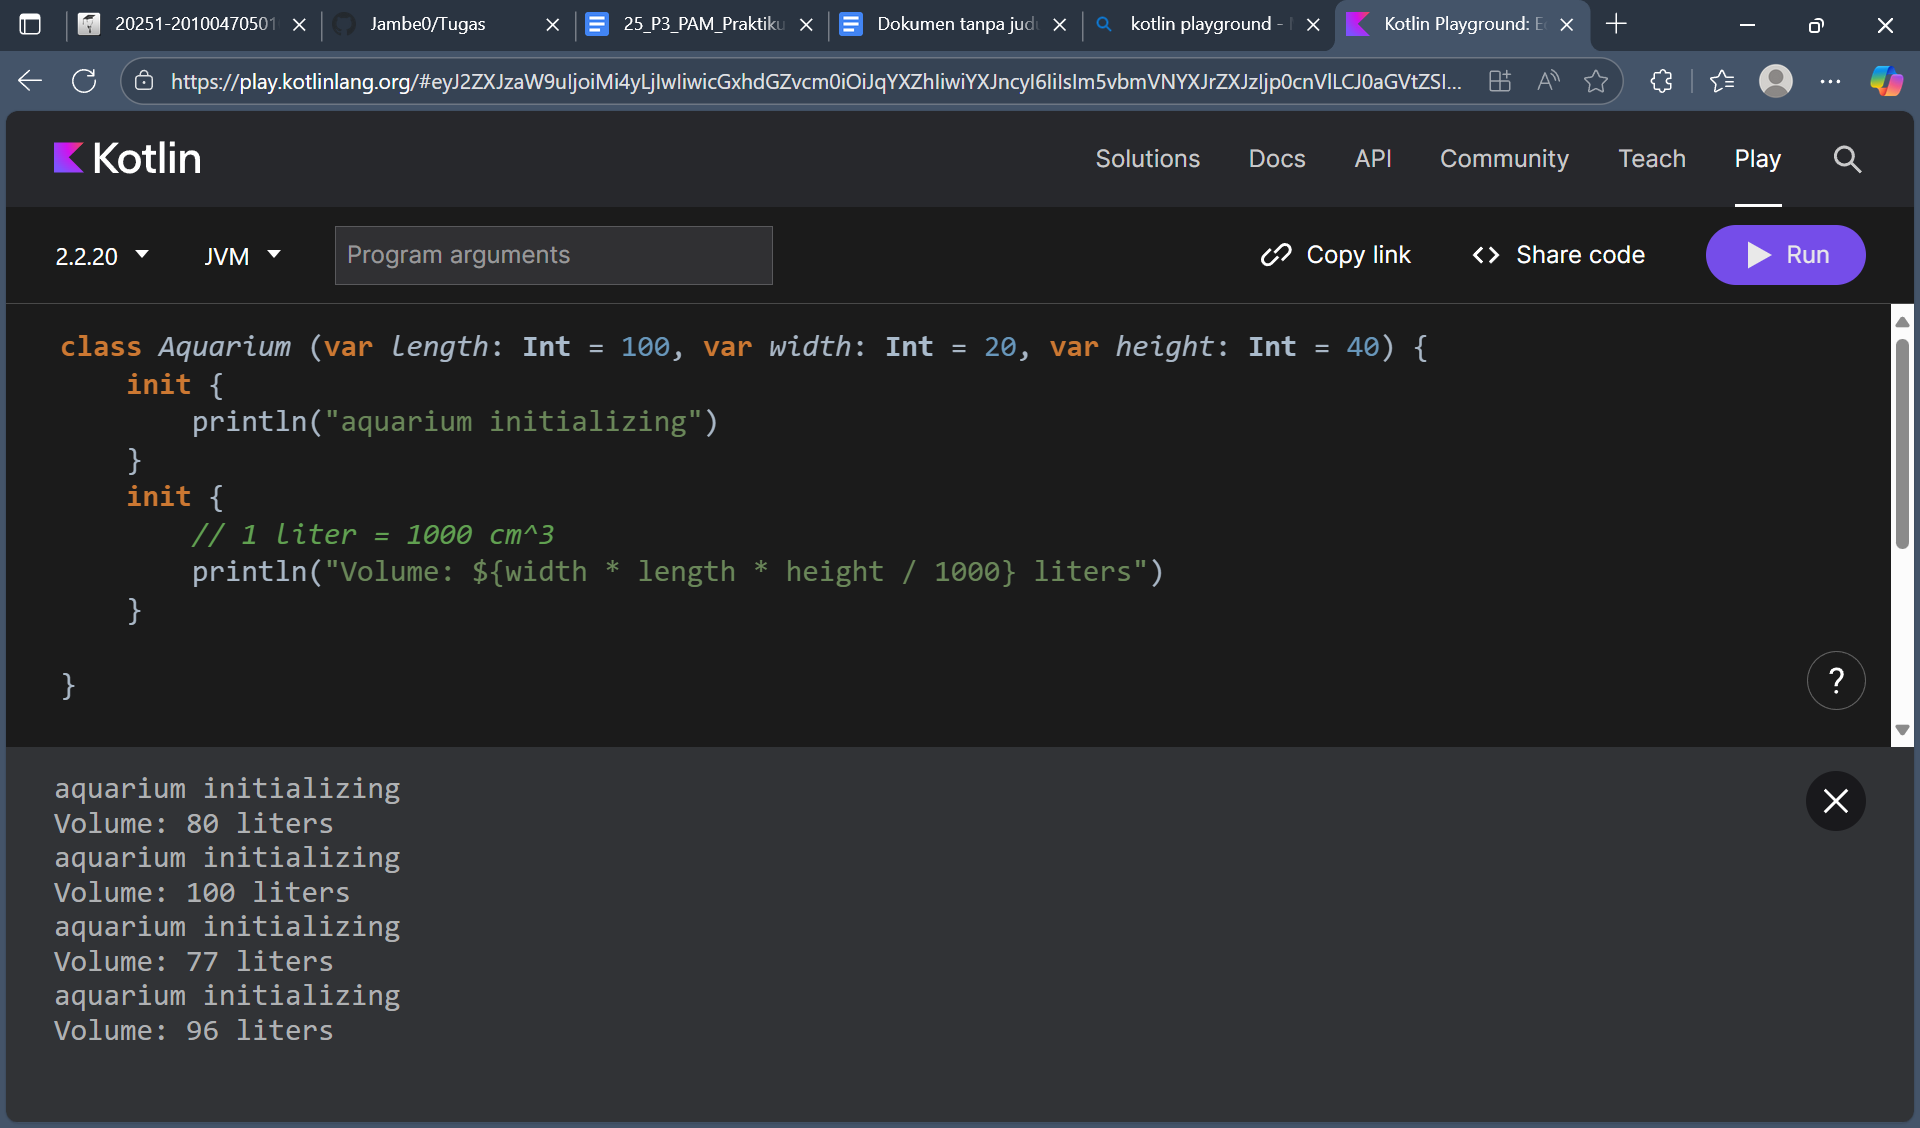 20251-20100470501
Jambe0/Tugas
25_P3_PAM_Praktiku
Dokumen tanpa judu
kotlin playground -
Kotlin Playground:
https://play.kotlinlang.org/#eyJ2ZXJzaW9uIjoiMi4yLjIwIiwicGxhdGZvcm0iOiJqYXZhIiwiYXJncyI6IiIsIm5vbmVNYXJrZXJzIjp0cnVlLCJ0aGVtZSI...
Kotlin
Solutions
Docs
API
Community
Teach
Play
2.2.20
JVM
Program arguments
Copy link
Share code
Run
class Aquarium (var length: Int = 100, var width: Int = 20, var height: Int = 40) {
init {
println("aquarium initializing")
}
init {
// 1 liter = 1000 cm^3
println("Volume: ${width * length * height / 1000} liters")
}
}
?
aquarium initializing
Volume: 80 liters
aquarium initializing
Volume: 100 liters
aquarium initializing
Volume: 77 liters
aquarium initializing
Volume: 96 liters